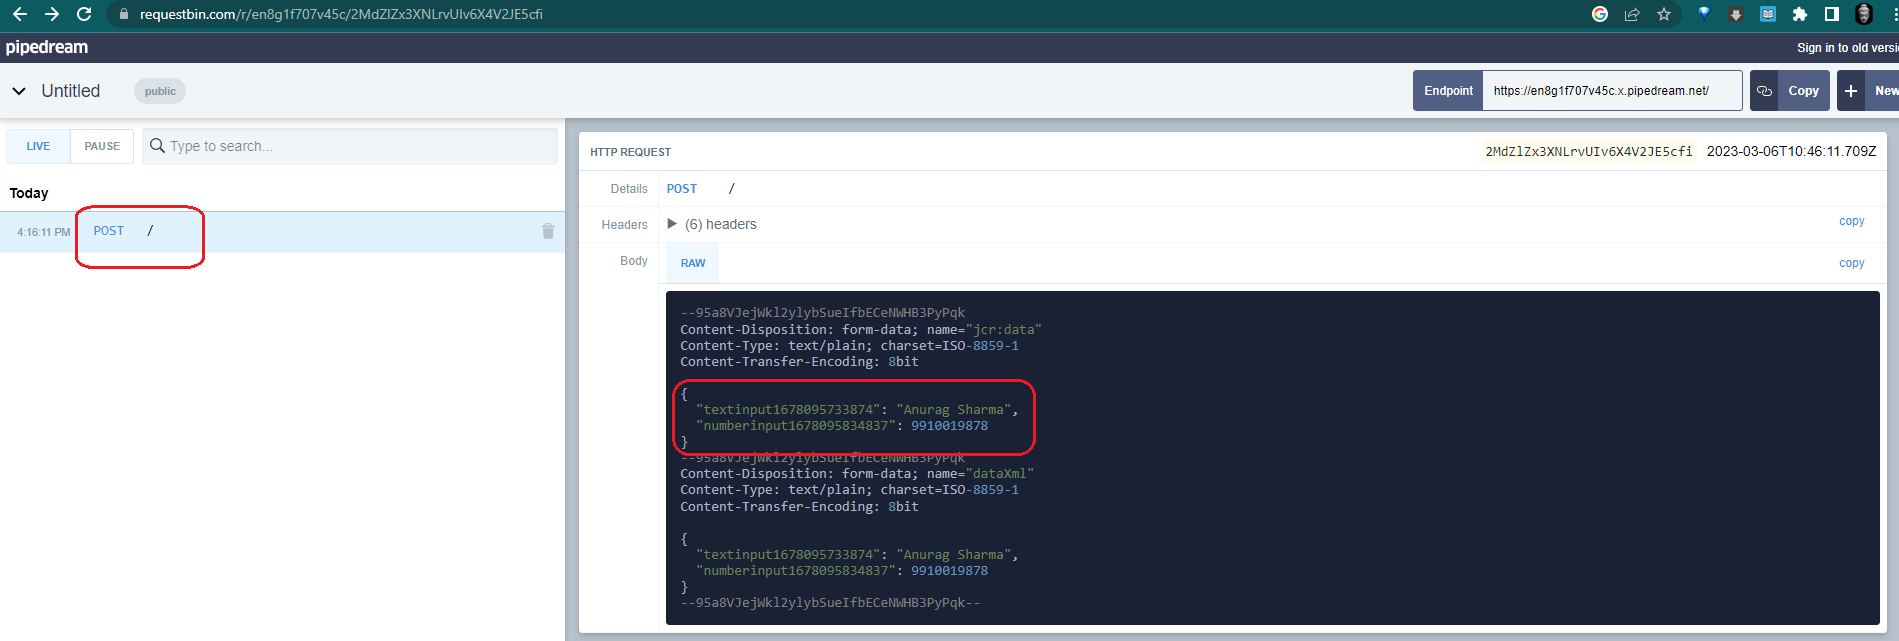 requestbin.com/r/en8g1f707v45c/2MdZlZx3XNLrvUIv6X4V2JE5cfi
pipedream
Sign in to old versi
Untitled
public
Endpoint
https://en8g1f707v45c.x.pipedream.net/
Copy
New
LIVE
PAUSE
Type to search...
Today
4:16:11 PM POST /
HTTP REQUEST
2MdZlZx3XNLrvUIv6X4V2JE5cfi 2023-03-06T10:46:11.709Z
Details POST /
Headers (6) headers copy
Body RAW copy
--95a8VJejWkl2ylybSueIfbECeNWHB3PyPqk
Content-Disposition: form-data; name="jcr:data"
Content-Type: text/plain; charset=ISO-8859-1
Content-Transfer-Encoding: 8bit
{
"textinput1678095733874": "Anurag Sharma",
"numberinput1678095834837": 9910019878
}
--95a8VJejWkl2ylybSueIfbECeNWHB3PyPqk
Content-Disposition: form-data; name="dataXml"
Content-Type: text/plain; charset=ISO-8859-1
Content-Transfer-Encoding: 8bit
{
"textinput1678095733874": "Anurag Sharma",
"numberinput1678095834837": 9910019878
}
--95a8VJejWkl2ylybSueIfbECeNWHB3PyPqk--